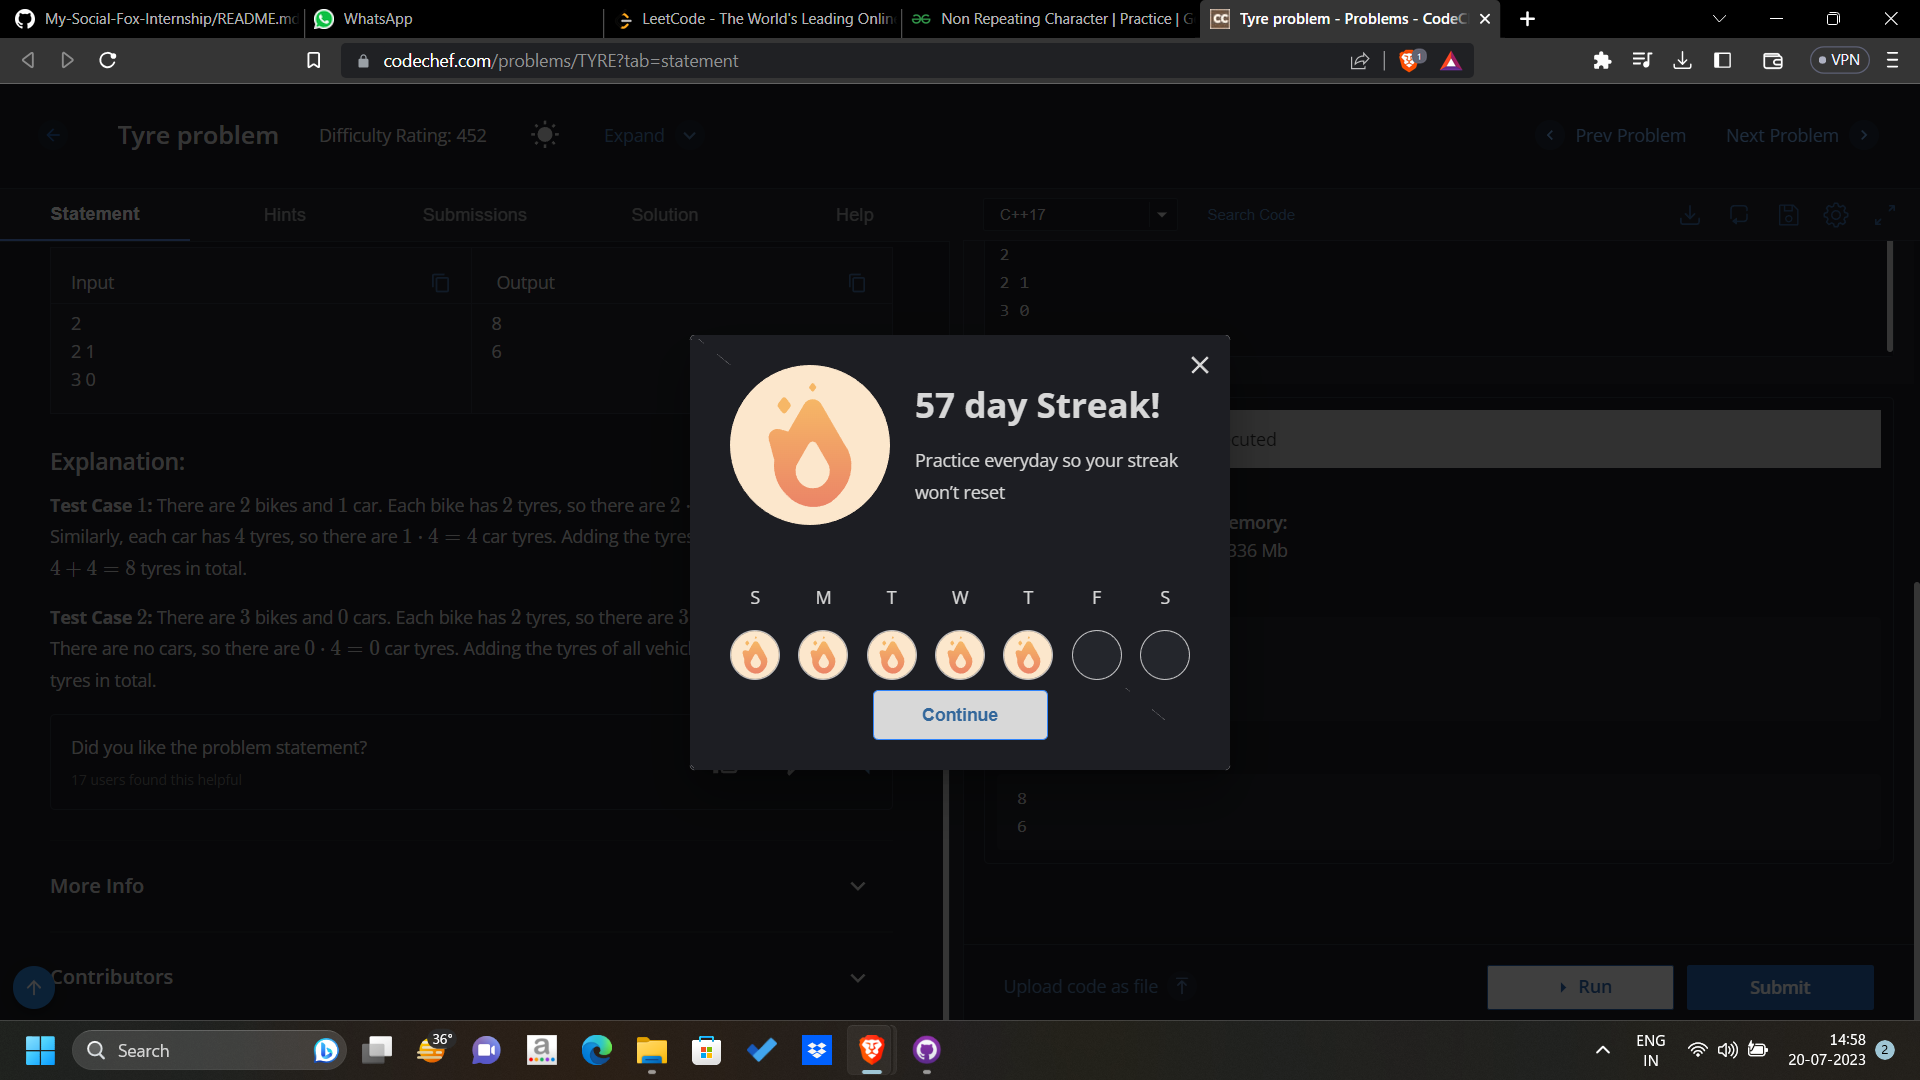 My-Social-Fox-Internship/README.md
WhatsApp
LeetCode - The World's Leading Onlin
Non Repeating Character | Practice | G
CC Tyre problem - Problems - CodeC
codechef.com/problems/TYRE?tab=statement
1
VPN
Tyre problem
Difficulty Rating: 452
Expand
Prev Problem
Next Problem
Statement
Hints
Submissions
Solution
Help
C++17
Search Code
Input
Output
2
2 1
3 0
8
6
2
2 1
3 0
57 day Streak!
Practice everyday so your streak
won't reset
S M T W T F S
Continue
cuted
emory:
336 Mb
Explanation:
Test Case 1: There are 2 bikes and 1 car. Each bike has 2 tyres, so there are 2 ·
Similarly, each car has 4 tyres, so there are 1 · 4 = 4 car tyres. Adding the tyres
4 + 4 = 8 tyres in total.
Test Case 2: There are 3 bikes and 0 cars. Each bike has 2 tyres, so there are 3
There are no cars, so there are 0 · 4 = 0 car tyres. Adding the tyres of all vehicl
tyres in total.
Did you like the problem statement?
17 users found this helpful
8
6
More Info
Contributors
Upload code as file
Run
Submit
Search
36°
a
ENG
IN
14:58
20-07-2023
2